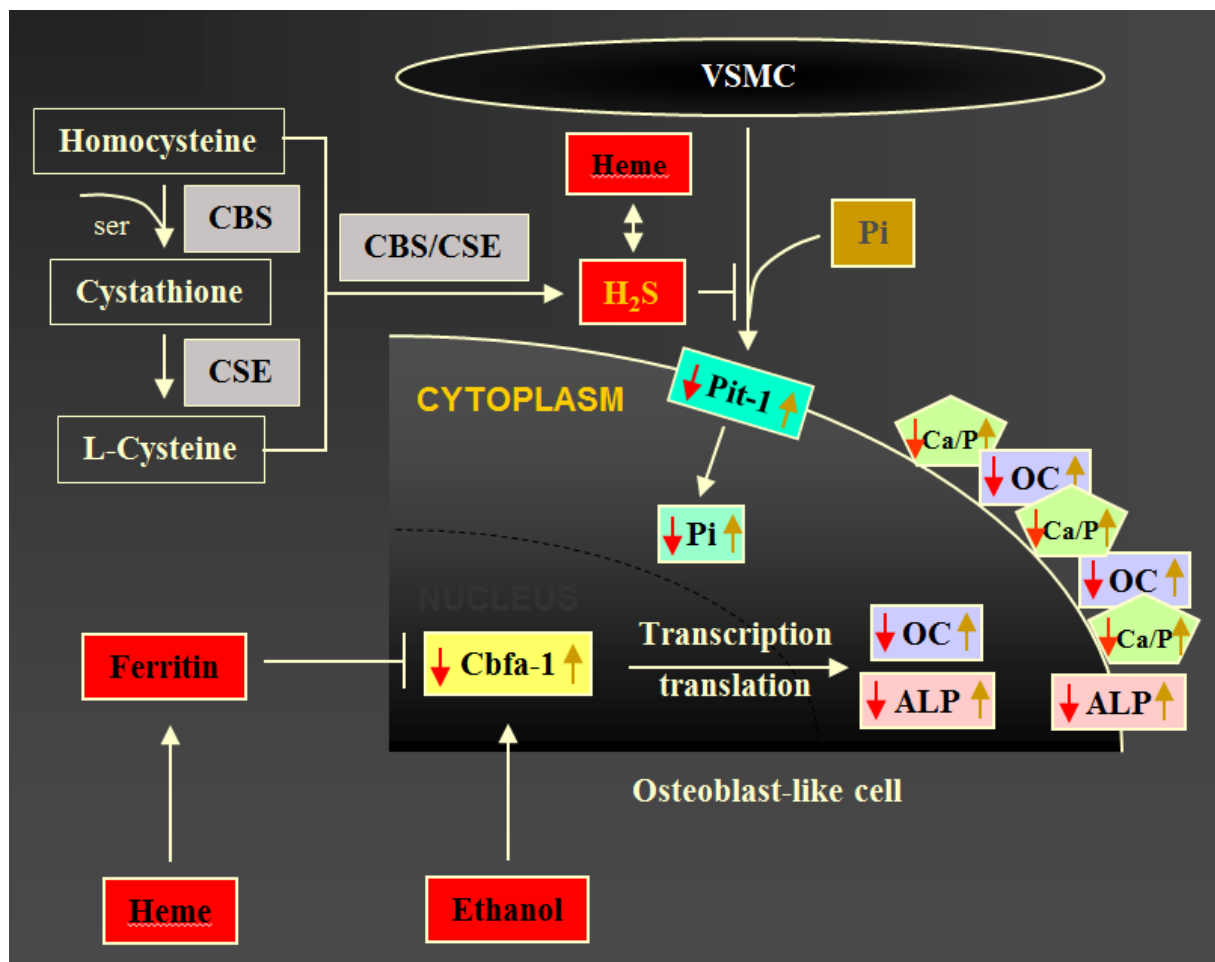 VSMC
Homocysteine
Heme
ser
CBS
CBS/CSE
Pi
Cystathione
H₂S
CSE
Pit-1
CYTOPLASM
L-Cysteine
Ca/P
OC
Ca/P
Pi
OC
NUCLEUS
Transcription
translation
OC
Ca/P
Ferritin
Cbfa-1
ALP
ALP
Osteoblast-like cell
Heme
Ethanol